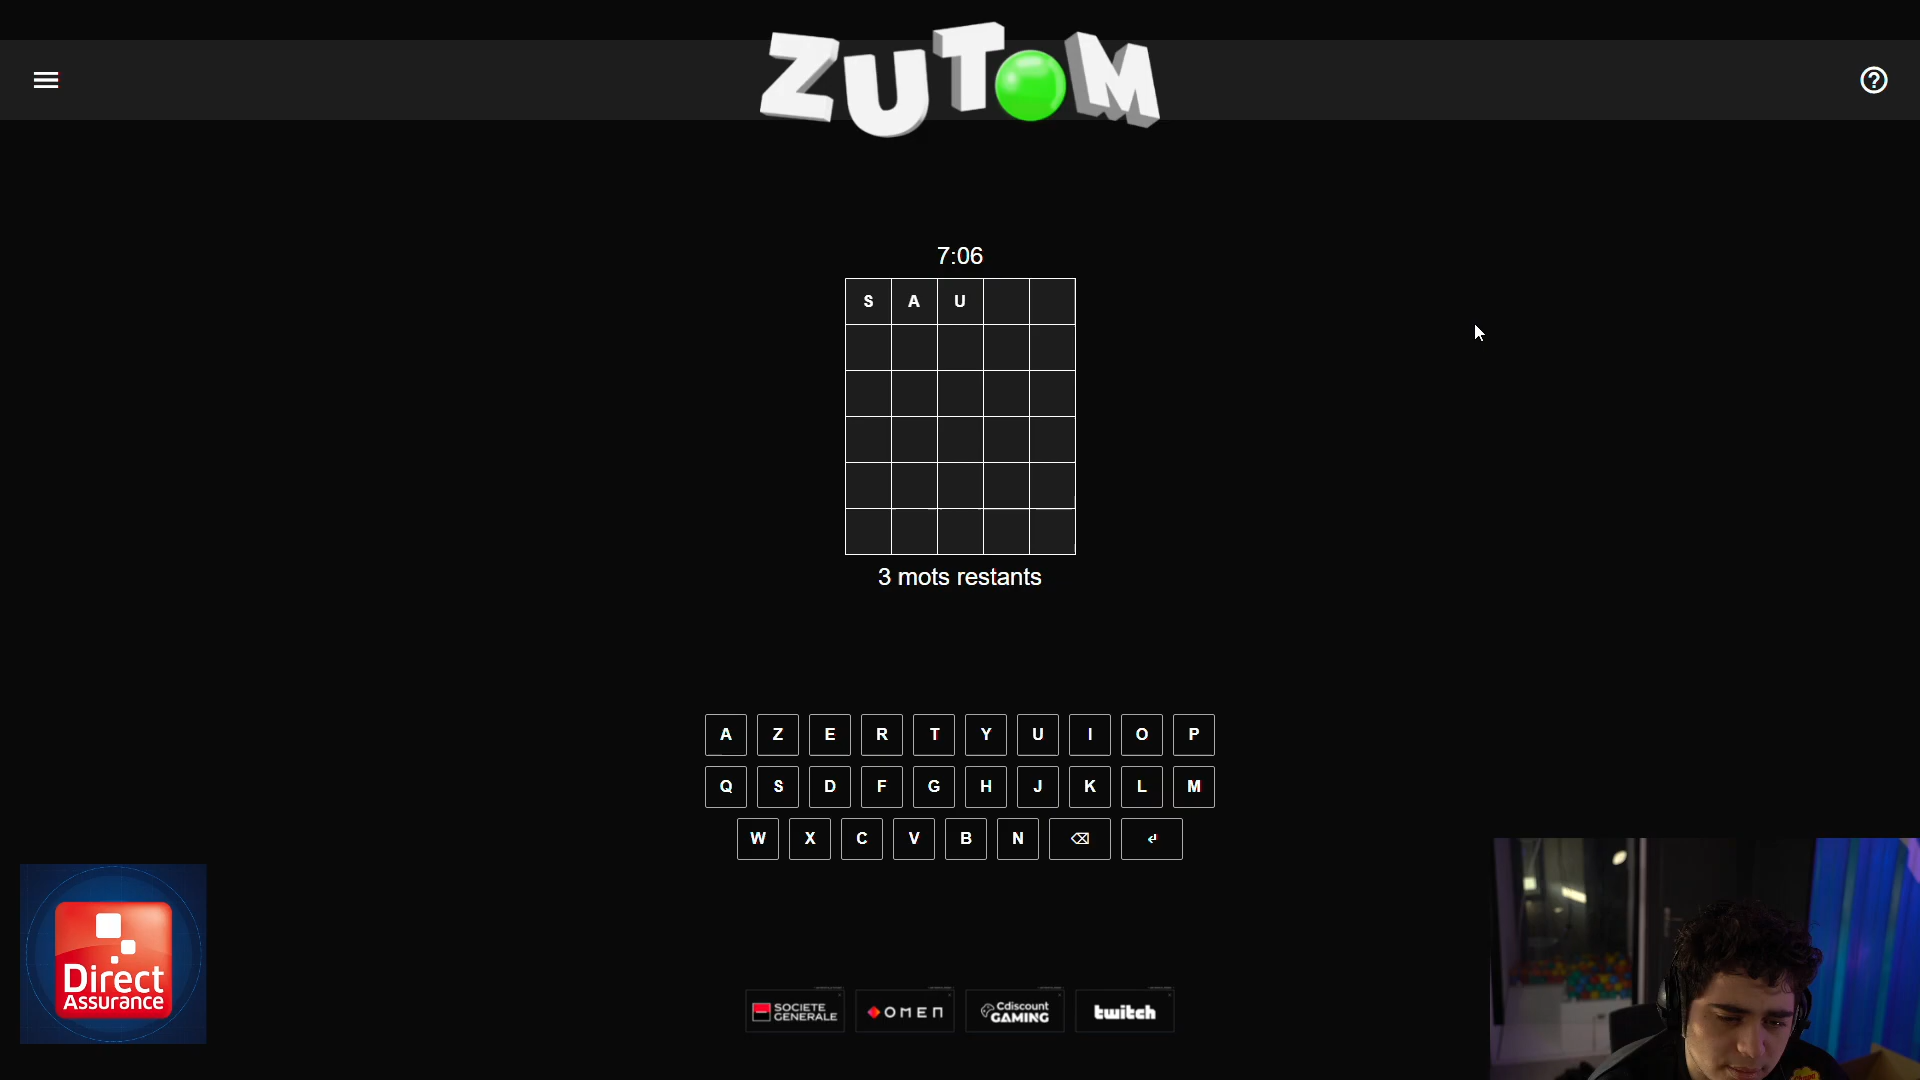 ZUTOM
7:06
S A U
3 mots restants
A Z E R T Y U I O P
Q S D F G H J K L M
W X C V B N
Direct
Assurance
SOCIETE
GENERALE
OMEN
Cdiscount
GAMING
twitch